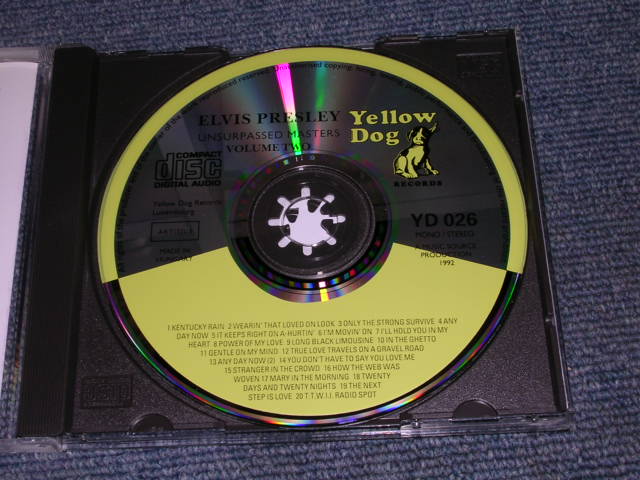 ELVIS PRESLEY
UNSURPASSED MASTERS
VOLUME TWO
Yellow
Dog
RECORDS
COMPACT
disc
DIGITAL AUDIO
Yellow Dog Records
Luxembourg
MADE IN
HUNGARY
YD 026
MONO / STEREO
A MUSIC SOURCE
PRODUCTION
1992
1 KENTUCKY RAIN 2 WEARIN' THAT LOVED ON LOOK 3 ONLY THE STRONG SURVIVE 4 ANY
DAY NOW 5 IT KEEPS RIGHT ON A-HURTIN' 6 I'M MOVIN' ON 7 I'LL HOLD YOU IN MY
HEART 8 POWER OF MY LOVE 9 LONG BLACK LIMOUSINE 10 IN THE GHETTO
11 GENTLE ON MY MIND 12 TRUE LOVE TRAVELS ON A GRAVEL ROAD
13 ANY DAY NOW (2) 14 YOU DON'T HAVE TO SAY YOU LOVE ME
15 STRANGER IN THE CROWD 16 HOW THE WEB WAS
WOVEN 17 MARY IN THE MORNING 18 TWENTY
DAYS AND TWENTY NIGHTS 19 THE NEXT
STEP IS LOVE 20 T.T.W.I.I. RADIO SPOT